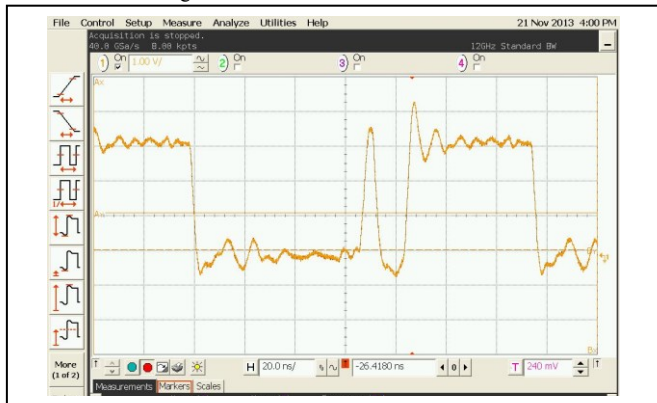 File Control Setup Measure Analyze Utilities Help 21 Nov 2013 4:00 PM
Acquisition is stopped.
40.0 GSa/s 8.00 kpts 12GHz Standard BW
1 On 1.00 V/ 2 On 3 On 4 On
Ax
H 20.0 ns/ -26.4180 ns 0 T 240 mV
More
(1 of 2)
Measurements Markers Scales